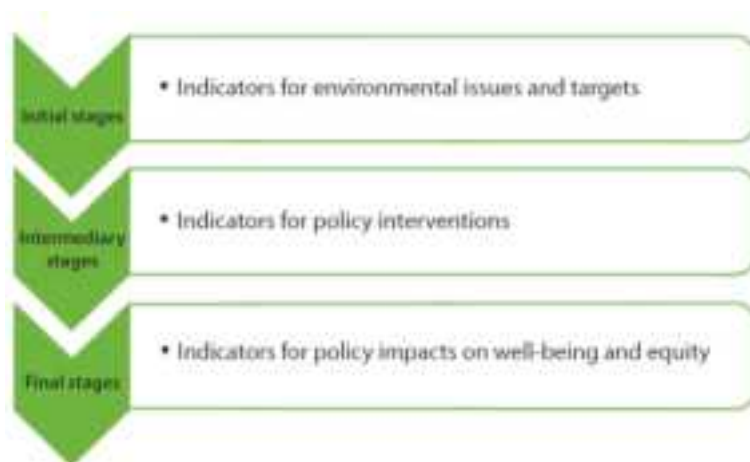 Initial stages
• Indicators for environmental issues and targets
Intermediary
stages
• Indicators for policy interventions
Final stages
• Indicators for policy impacts on well-being and equity